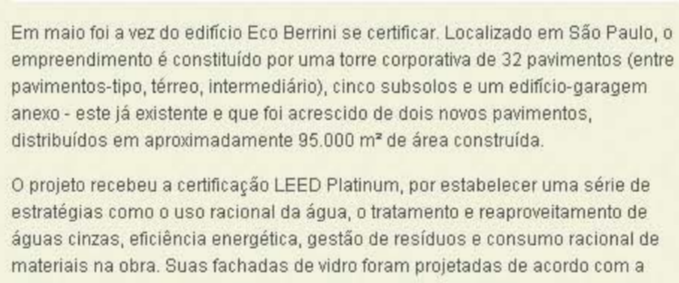 Em maio foi a vez do edifício Eco Berrini se certificar. Localizado em São Paulo, o
empreendimento é constituído por uma torre corporativa de 32 pavimentos (entre
pavimentos-tipo, térreo, intermediário), cinco subsolos e um edifício-garagem
anexo - este já existente e que foi acrescido de dois novos pavimentos,
distribuídos em aproximadamente 95.000 m² de área construída.
O projeto recebeu a certificação LEED Platinum, por estabelecer uma série de
estratégias como o uso racional da água, o tratamento e reaproveitamento de
águas cinzas, eficiência energética, gestão de resíduos e consumo racional de
materiais na obra. Suas fachadas de vidro foram projetadas de acordo com a